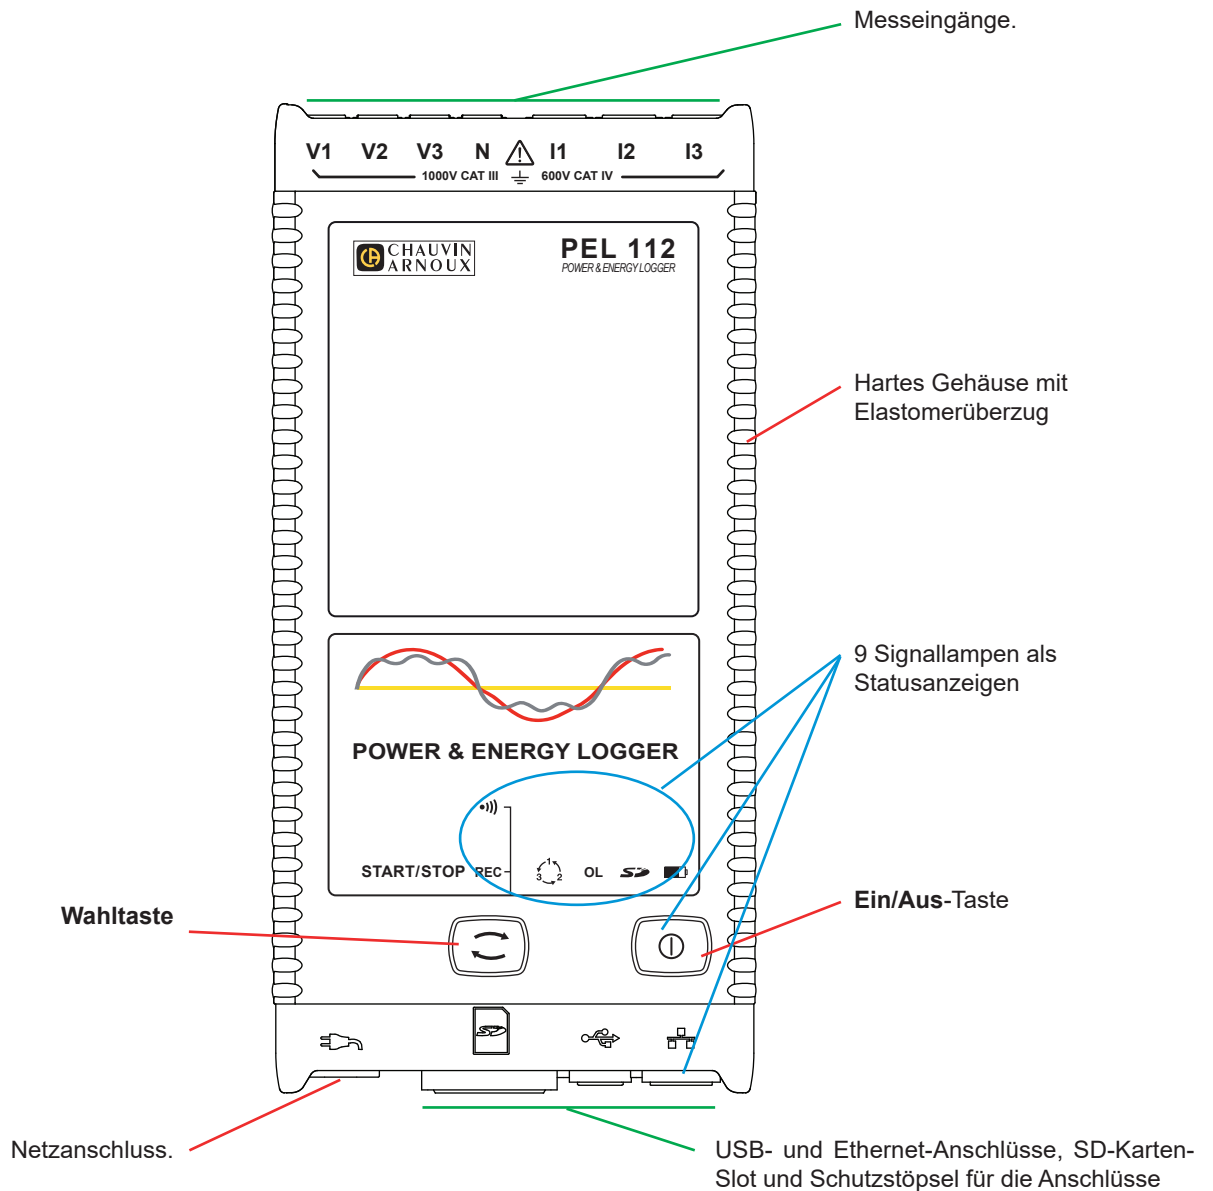 Messeingänge.
V1 V2 V3 N I1 I2 I3
1000V CAT III 600V CAT IV
CHAUVIN
ARNOUX
PEL 112
POWER & ENERGY LOGGER
Hartes Gehäuse mit
Elastomerüberzug
9 Signallampen als
Statusanzeigen
POWER & ENERGY LOGGER
START/STOP REC
1
3 2
OL
SD
Wahltaste
Ein/Aus-Taste
SD
Netzanschluss.
USB- und Ethernet-Anschlüsse, SD-Karten-
Slot und Schutzstöpsel für die Anschlüsse